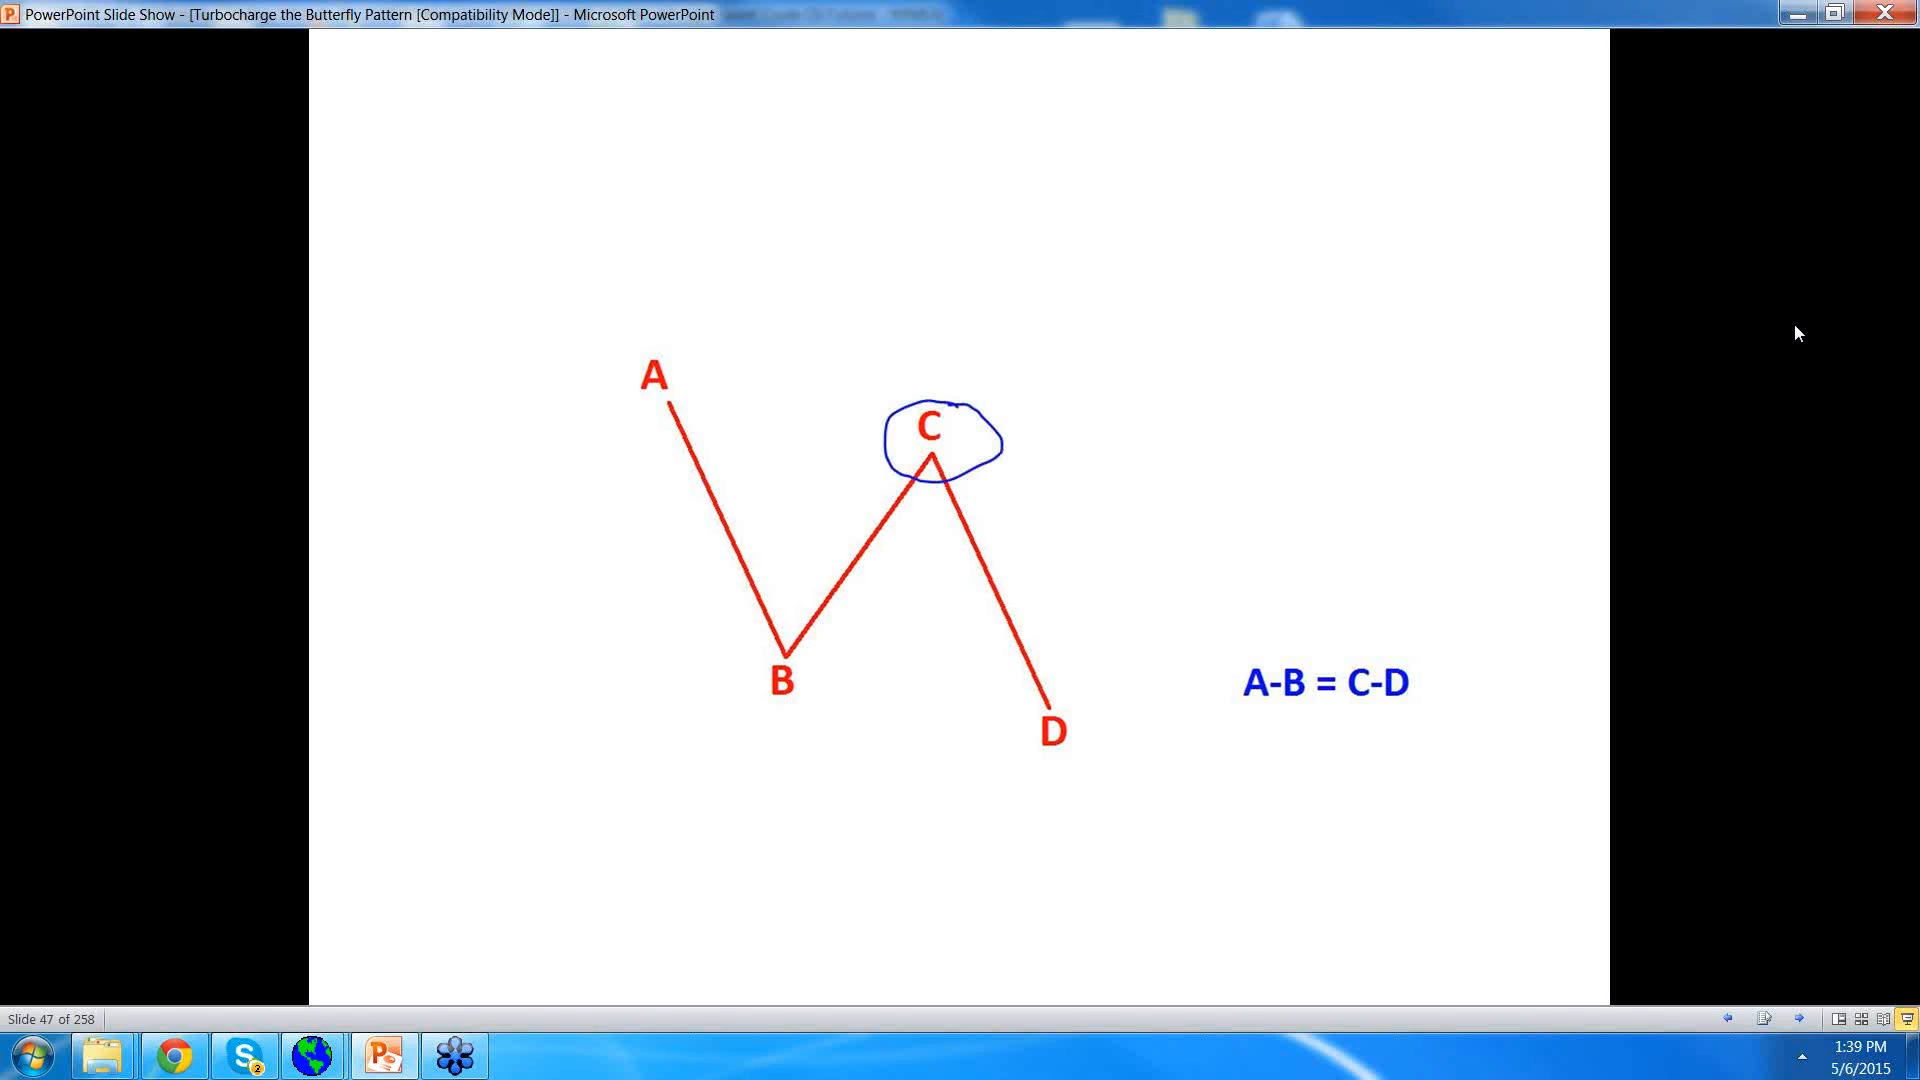 PowerPoint Slide Show - [Turbocharge the Butterfly Pattern [Compatibility Mode]] - Microsoft PowerPoint
A
C
B
A-B = C-D
D
Slide 47 of 258
2
1:39 PM
5/6/2015